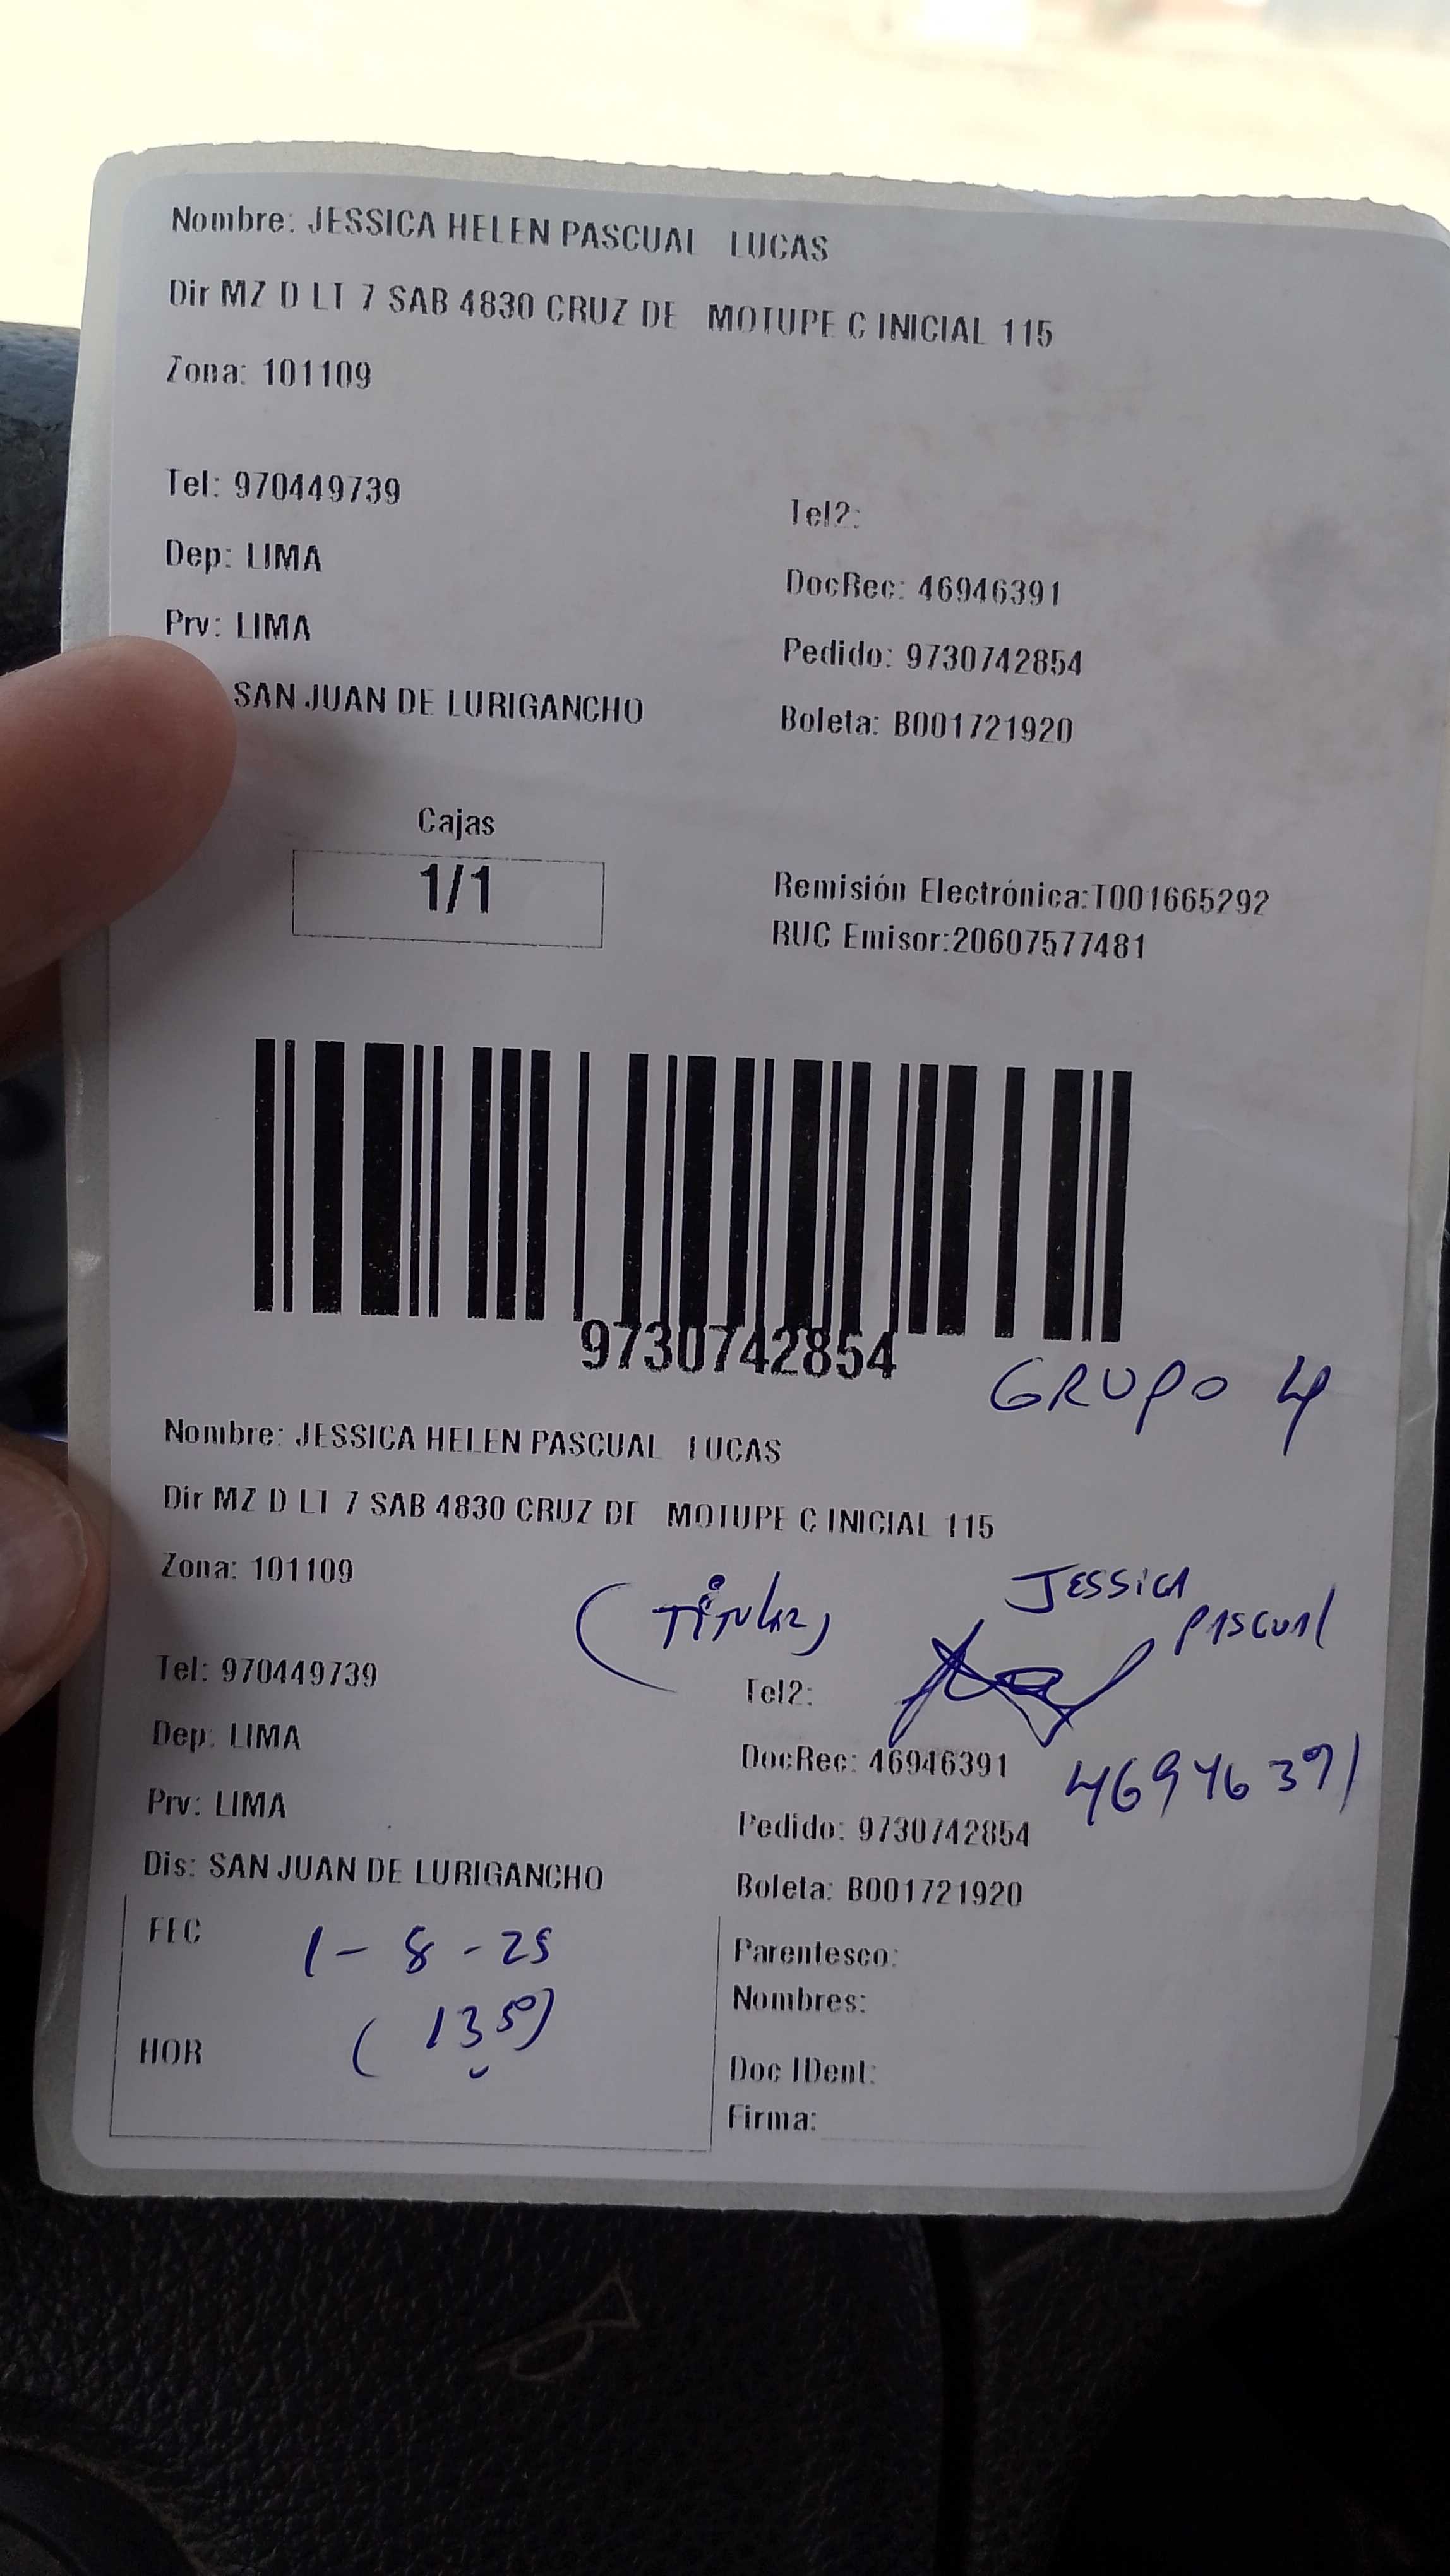 Nombre: JESSICA HELEN PASCUAL LUCAS
Dir MZ D LT 7 SAB 4830 CRUZ DE MOTUPE C INICIAL 115
Zona: 101109
Tel: 970449739
Tel2:
Dep: LIMA
DocRec: 46946391
Prv: LIMA
Pedido: 9730742854
SAN JUAN DE LURIGANCHO
Boleta: B001721920
Cajas
1/1
Remisión Electrónica:T001665292
RUC Emisor:20607577481
9730742854
GRUPO 4
Nombre: JESSICA HELEN PASCUAL LUCAS
Dir MZ D LT 7 SAB 4830 CRUZ DE MOTUPE C INICIAL 115
Zona: 101109
(TiTULAR)
JESSiCA
PASCUAl
Tel: 970449739
Tel2:
Dep: LIMA
DocRec: 46946391
46946391
Prv: LIMA
Pedido: 9730742854
Dis: SAN JUAN DE LURIGANCHO
Boleta: B001721920
FEC
1-8-25
Parentesco:
Nombres:
HOR
(1350)
Doc IDent:
Firma: